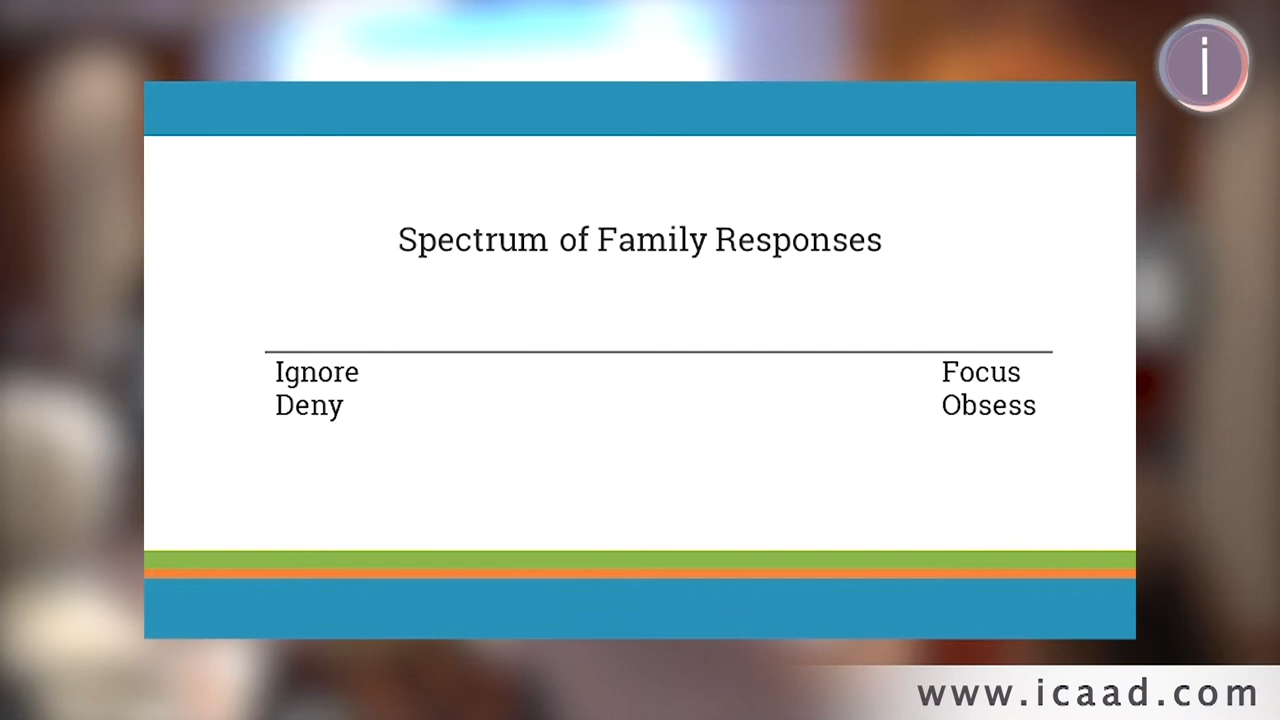 i
Spectrum of Family Responses
Ignore
Deny
Focus
Obsess
www.icaad.com